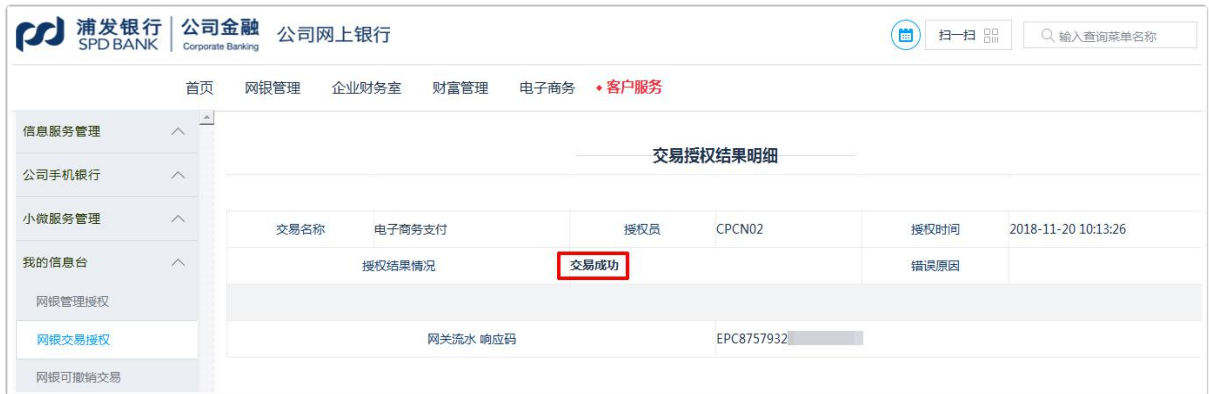 浦发银行 SPD BANK 公司金融 Corporate Banking 公司网上银行 扫一扫 输入查询菜单名称
首页 网银管理 企业财务室 财富管理 电子商务 客户服务
信息服务管理
公司手机银行
小微服务管理
我的信息台
网银管理授权
网银交易授权
网银可撤销交易
交易授权结果明细
交易名称 电子商务支付 授权员 CPCN02 授权时间 2018-11-20 10:13:26
授权结果情况 交易成功 错误原因
网关流水 响应码 EPC8757932